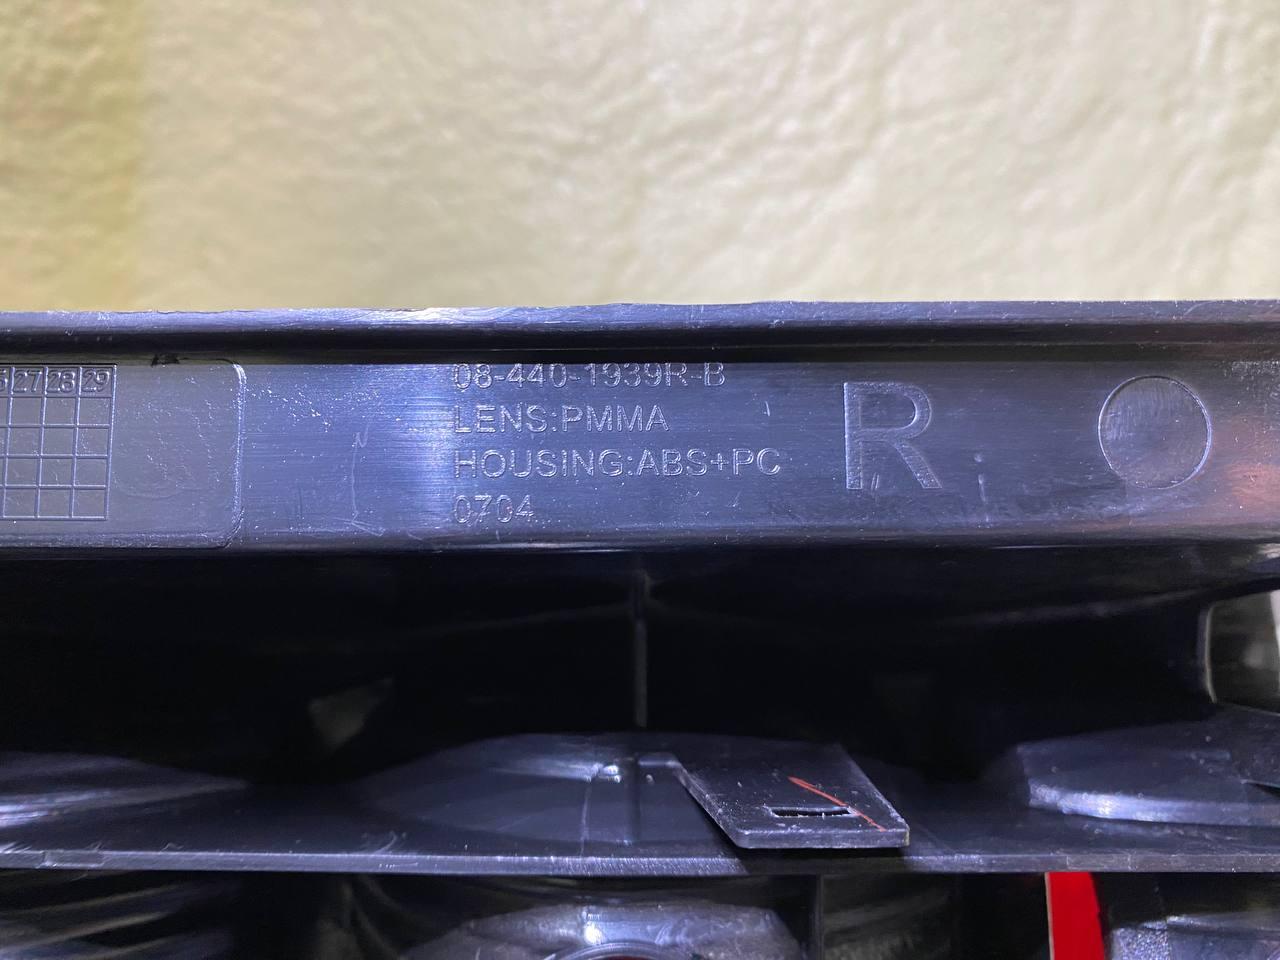 27 28 29
08-440-1939R-B
LENS:PMMA
HOUSING:ABS+PC
0704
R